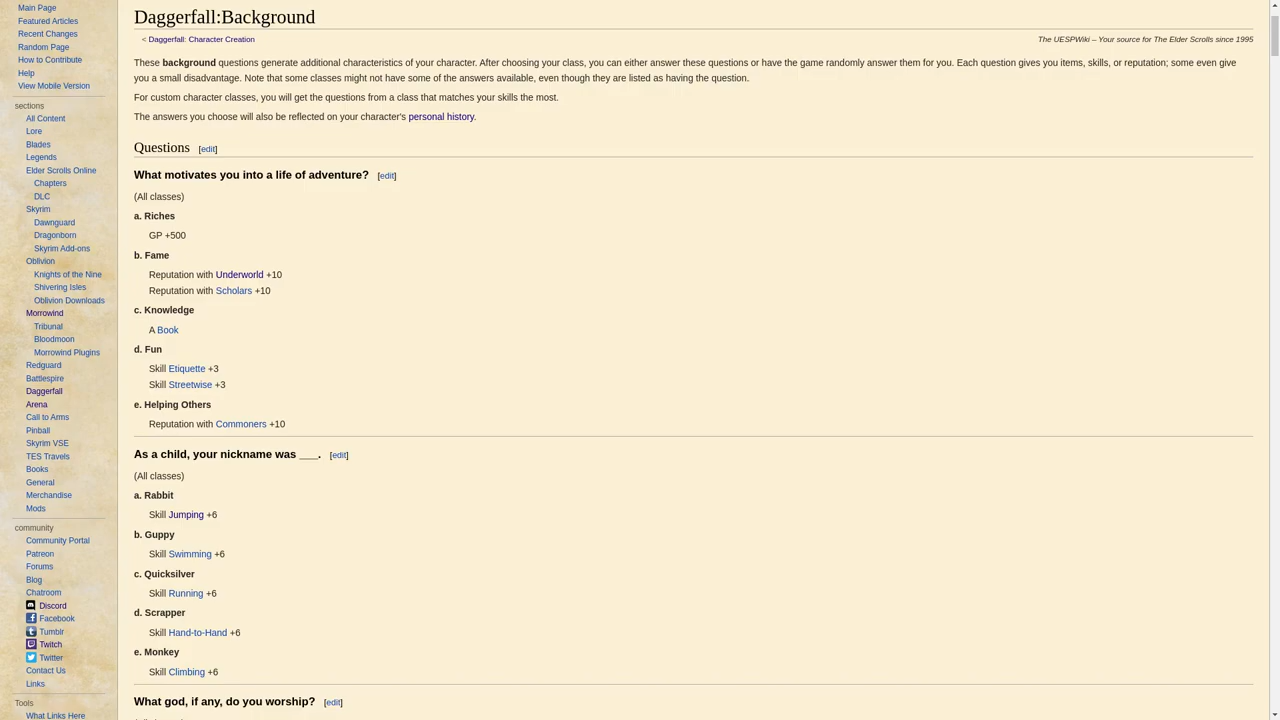 Main Page
Featured Articles
Recent Changes
Random Page
How to Contribute
Help
View Mobile Version
sections
All Content
Lore
Blades
Legends
Elder Scrolls Online
Chapters
DLC
Skyrim
Dawnguard
Dragonborn
Skyrim Add-ons
Oblivion
Knights of the Nine
Shivering Isles
Oblivion Downloads
Morrowind
Tribunal
Bloodmoon
Morrowind Plugins
Redguard
Battlespire
Daggerfall
Arena
Call to Arms
Pinball
Skyrim VSE
TES Travels
Books
General
Merchandise
Mods
community
Community Portal
Patreon
Forums
Blog
Chatroom
Discord
Facebook
Tumblr
Twitch
Twitter
Contact Us
Links
Tools
What Links Here
Daggerfall:Background
< Daggerfall: Character Creation
The UESPWiki – Your source for The Elder Scrolls since 1995
These background questions generate additional characteristics of your character. After choosing your class, you can either answer these questions or have the game randomly answer them for you. Each question gives you items, skills, or reputation; some even give
you a small disadvantage. Note that some classes might not have some of the answers available, even though they are listed as having the question.
For custom character classes, you will get the questions from a class that matches your skills the most.
The answers you choose will also be reflected on your character's personal history.
Questions [edit]
What motivates you into a life of adventure? [edit]
(All classes)
a. Riches
GP +500
b. Fame
Reputation with Underworld +10
Reputation with Scholars +10
c. Knowledge
A Book
d. Fun
Skill Etiquette +3
Skill Streetwise +3
e. Helping Others
Reputation with Commoners +10
As a child, your nickname was ___. [edit]
(All classes)
a. Rabbit
Skill Jumping +6
b. Guppy
Skill Swimming +6
c. Quicksilver
Skill Running +6
d. Scrapper
Skill Hand-to-Hand +6
e. Monkey
Skill Climbing +6
What god, if any, do you worship? [edit]